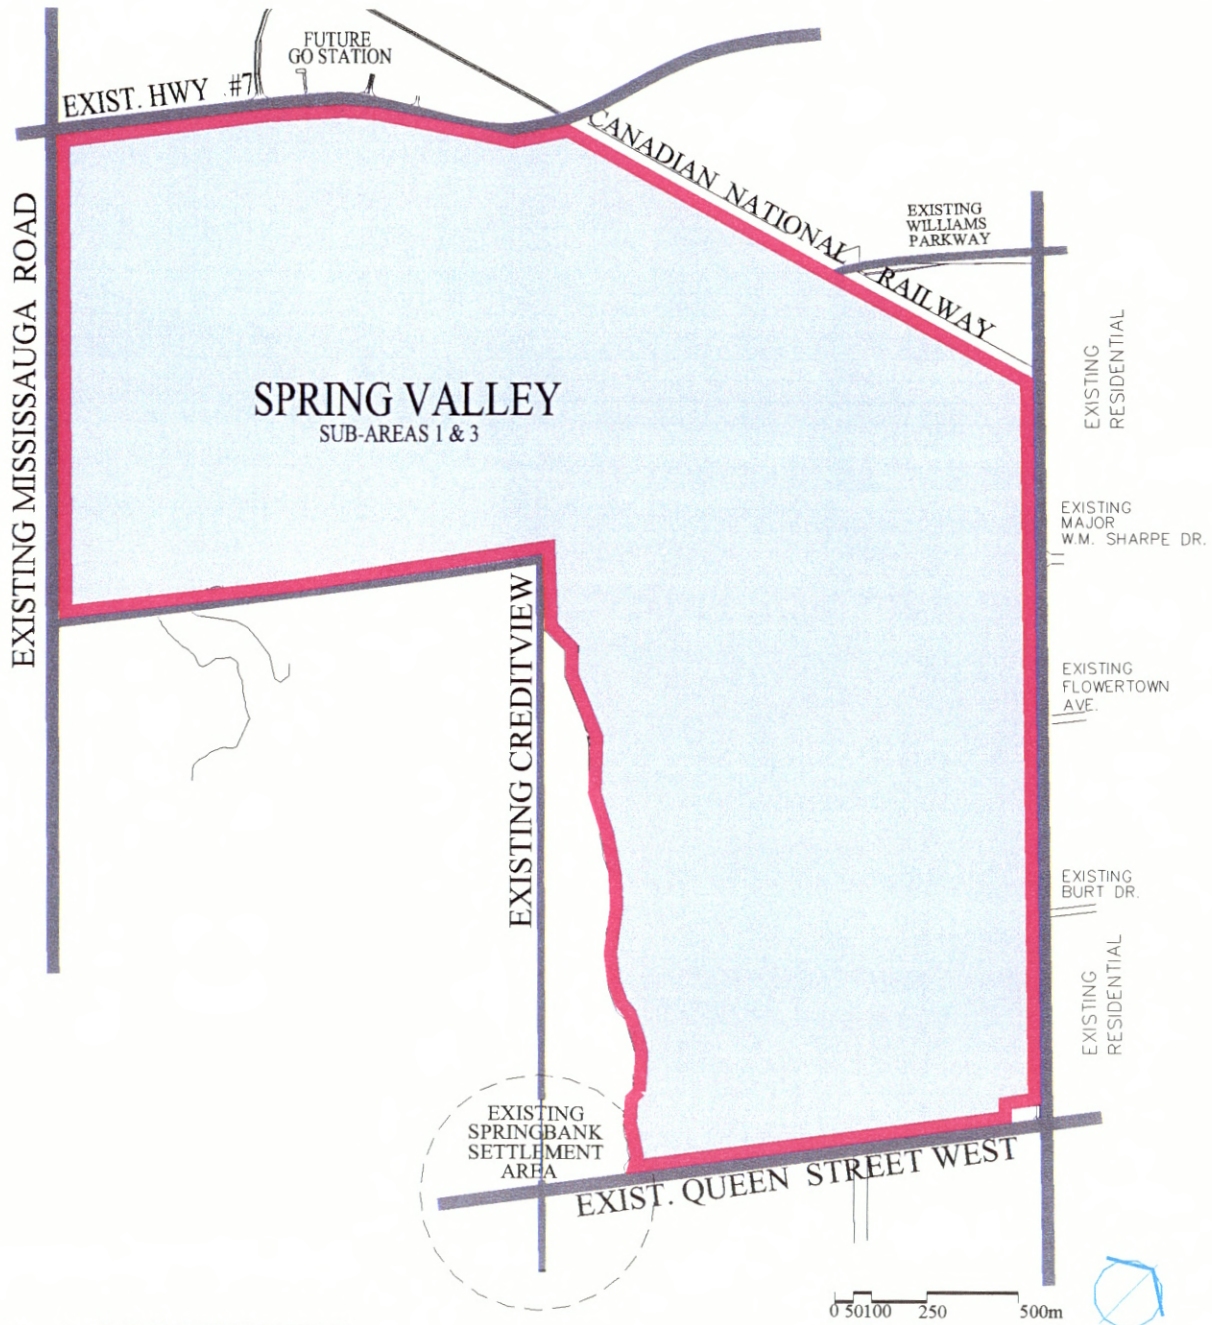 FUTURE
GO STATION
EXIST. HWY #7
CANADIAN NATIONAL RAILWAY
EXISTING
WILLIAMS
PARKWAY
EXISTING MISSISSAUGA ROAD
EXISTING
RESIDENTIAL
SPRING VALLEY
SUB-AREAS 1 & 3
EXISTING
MAJOR
W.M. SHARPE DR.
EXISTING CREDITVIEW
EXISTING
FLOWERTOWN
AVE.
EXISTING
BURT DR.
EXISTING
RESIDENTIAL
EXISTING
SPRINGBANK
SETTLEMENT
AREA
EXIST. QUEEN STREET WEST
0 50100 250 500m